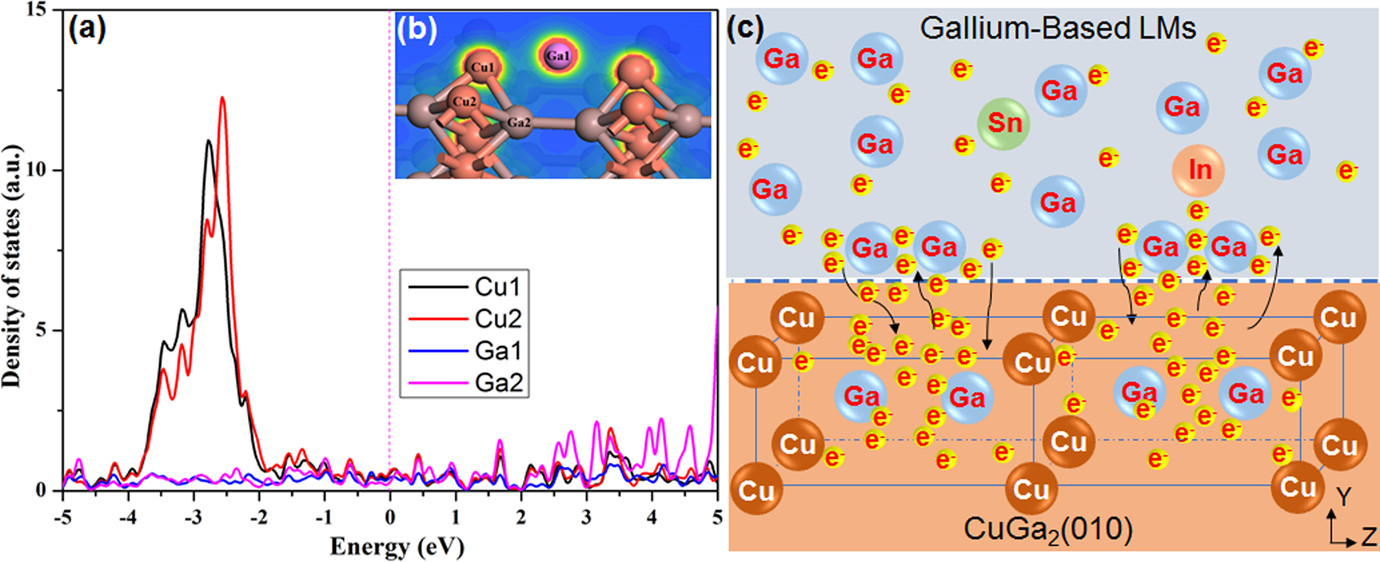 (a)
15
10
5
0
Density of states (a.u.)
-5 -4 -3 -2 -1 0 1 2 3 4 5
Energy (eV)
Cu1
Cu2
Ga1
Ga2
(b)
Cu1
Ga1
Cu2
Ga2
(c)
Gallium-Based LMs
e- e-
Ga Ga e- e- e- Ga
e- e- Ga Ga e-
Sn
e- Ga e- e- Ga
Ga e- e- In e-
Ga e-
e- e- Ga e- Ga e- e- Ga e- Ga e-
e- e- e- e- e- e-
e- e- e- e- e- e-
Cu e- e- e- Cu e- e- e- Cu
e- e- e-
Cu e- e- e- e- Cu e- e- e- Cu
e- e- e- e-
Ga e- Ga e- Ga e- Ga e-
e- e- e- e-
Cu e- e- Cu e- e- Cu
e- e- e- e- e-
Cu Cu Cu
CuGa2(010)
Y
Z